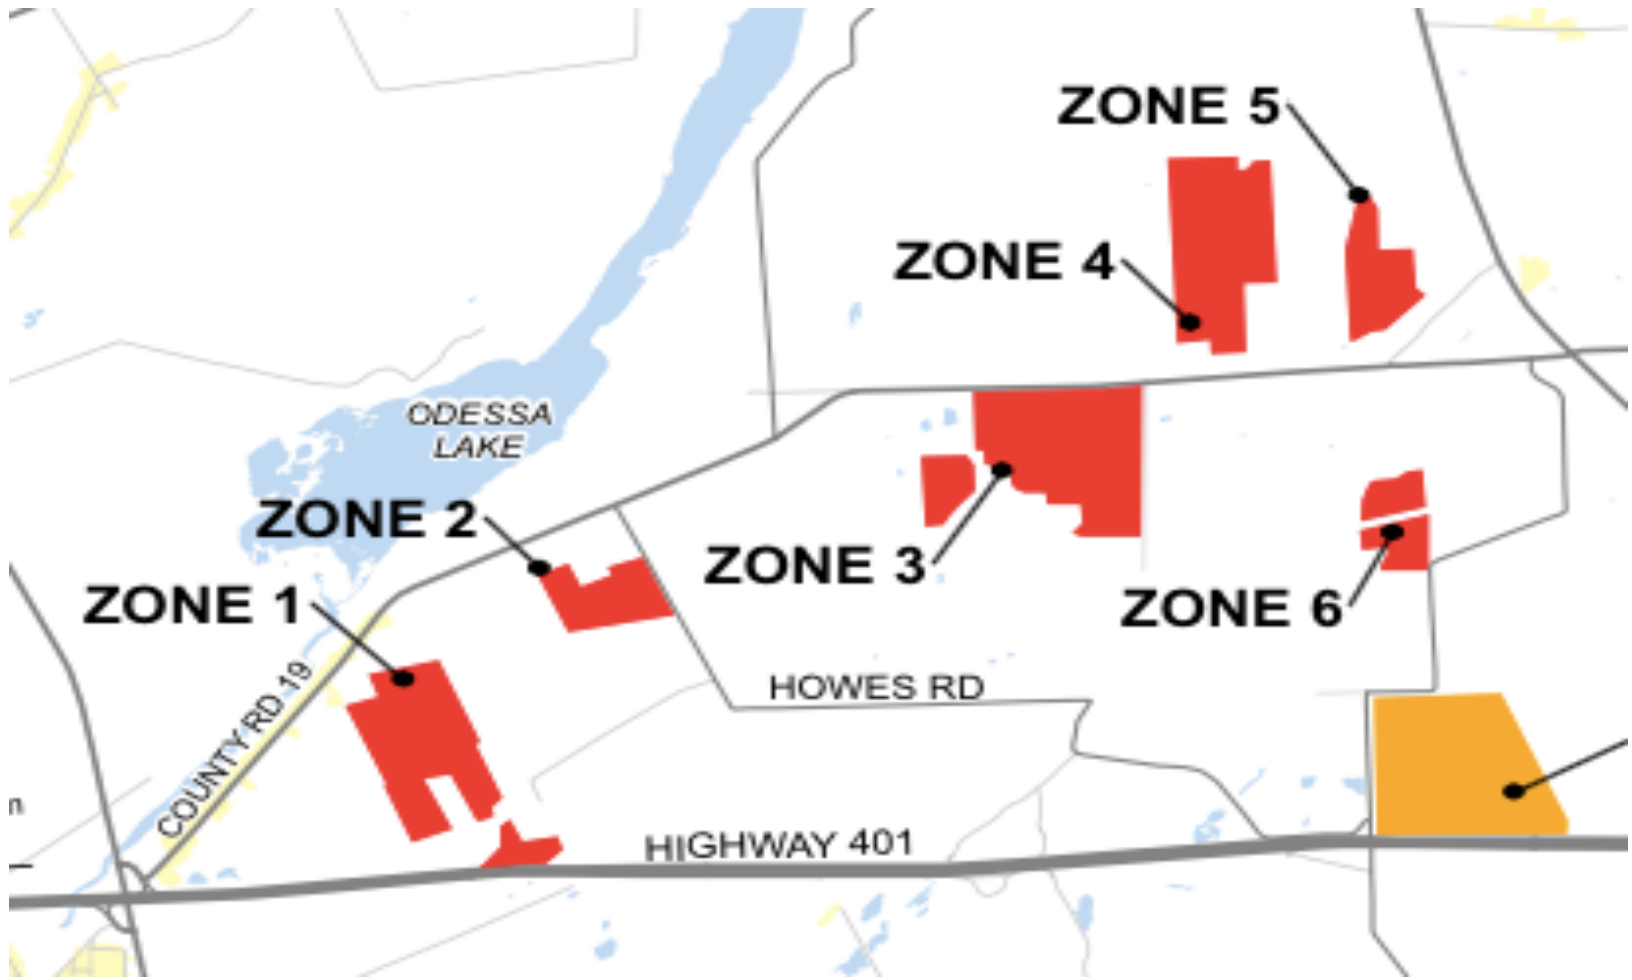 ZONE 5
ZONE 4
ODESSA
LAKE
ZONE 2
ZONE 3
ZONE 1
ZONE 6
COUNTY RD 19
HOWES RD
HIGHWAY 401